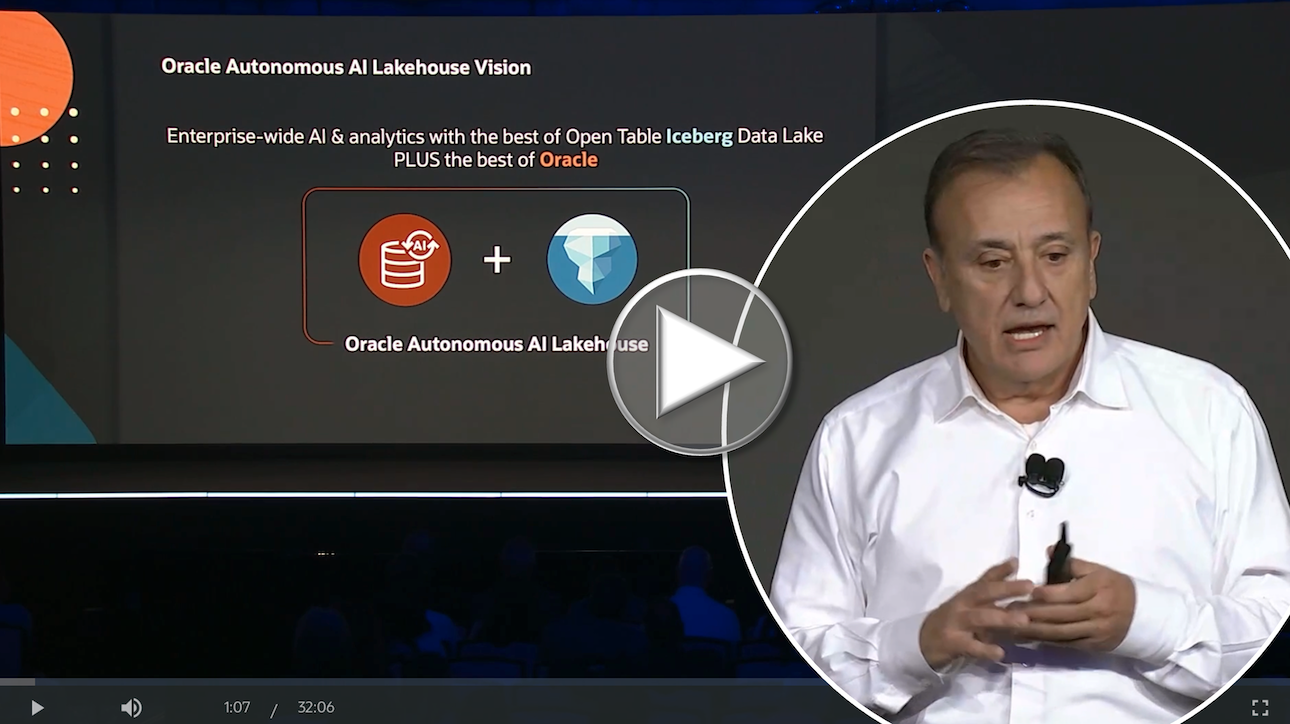 Oracle Autonomous AI Lakehouse Vision
Enterprise-wide AI & analytics with the best of Open Table Iceberg Data Lake
PLUS the best of Oracle
AI
+
Oracle Autonomous AI Lakehouse
1:07 / 32:06